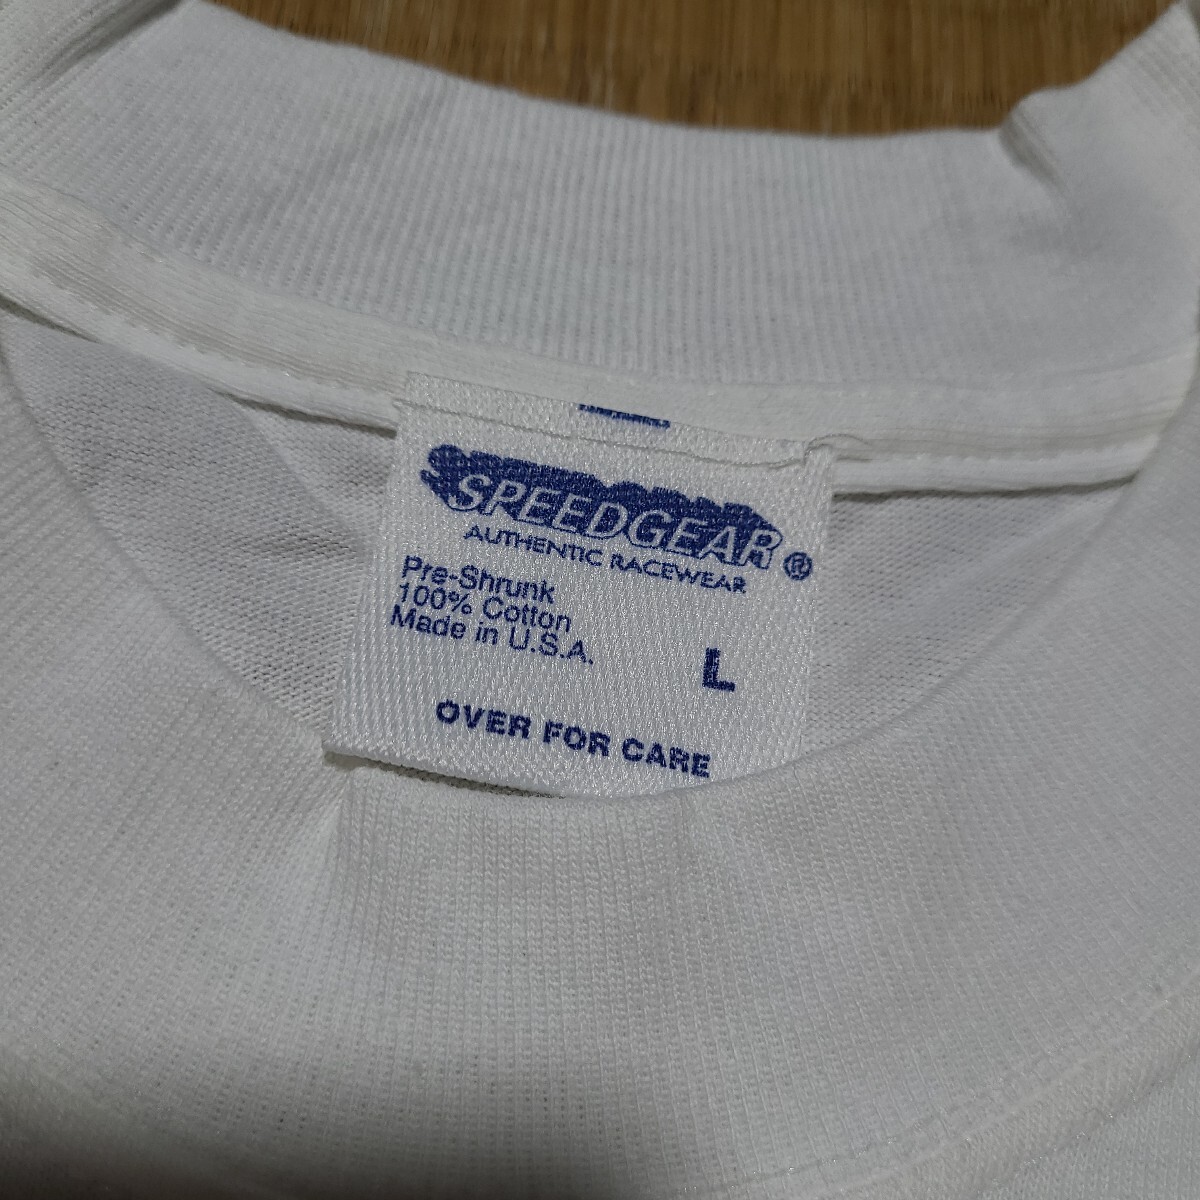 SPEEDGEAR®
AUTHENTIC RACEWEAR
Pre-Shrunk
100% Cotton
Made in U.S.A.
L
OVER FOR CARE